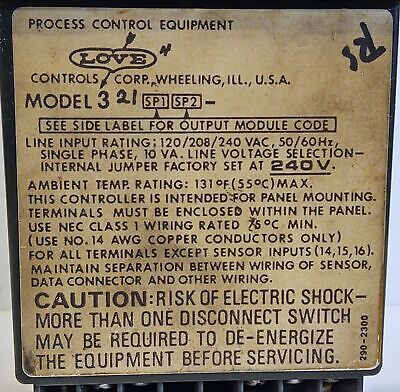 PROCESS CONTROL EQUIPMENT
LOVE
CONTROLS CORP., WHEELING, ILL., U.S.A.
MODEL 321 SP1 SP2 -
SEE SIDE LABEL FOR OUTPUT MODULE CODE
LINE INPUT RATING: 120/208/240 VAC, 50/60Hz,
SINGLE PHASE, 10 VA. LINE VOLTAGE SELECTION-
INTERNAL JUMPER FACTORY SET AT 240V.
AMBIENT TEMP. RATING: 131°F(55°C)MAX.
THIS CONTROLLER IS INTENDED FOR PANEL MOUNTING.
TERMINALS MUST BE ENCLOSED WITHIN THE PANEL.
USE NEC CLASS 1 WIRING RATED 75°C MIN.
(USE NO. 14 AWG COPPER CONDUCTORS ONLY)
FOR ALL TERMINALS EXCEPT SENSOR INPUTS (14,15,16).
MAINTAIN SEPARATION BETWEEN WIRING OF SENSOR,
DATA CONNECTOR AND OTHER WIRING.
CAUTION: RISK OF ELECTRIC SHOCK-
MORE THAN ONE DISCONNECT SWITCH
MAY BE REQUIRED TO DE-ENERGIZE
THE EQUIPMENT BEFORE SERVICING.
290-2300